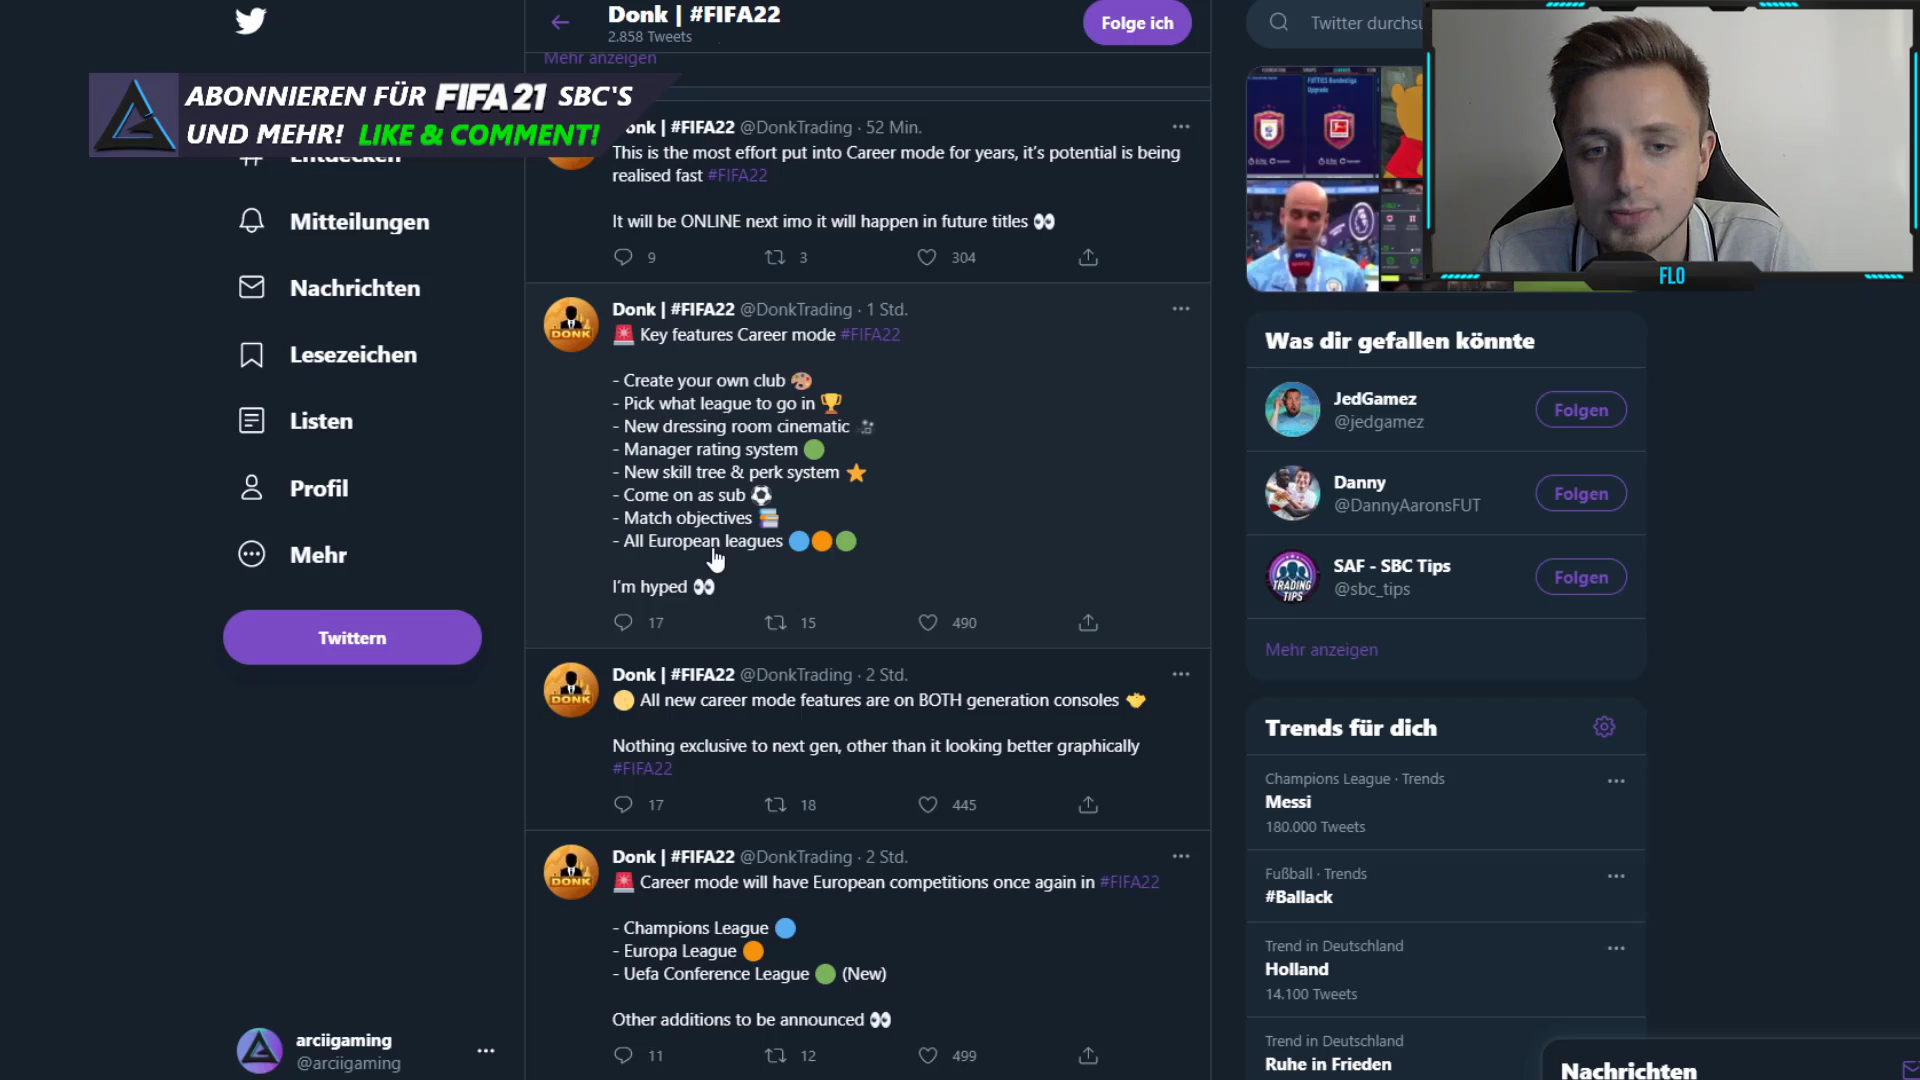 Donk | #FIFA22
2.858 Tweets
Folge ich
Twitter durchsu
Mehr anzeigen
ABONNIEREN FÜR FIFA 21 SBC'S
UND MEHR! LIKE & COMMENT!
Entdecken
Mitteilungen
Nachrichten
Lesezeichen
Listen
Profil
Mehr
Twittern
arciigaming
@arciigaming
onk | #FIFA22 @DonkTrading · 52 Min.
This is the most effort put into Career mode for years, it's potential is being
realised fast #FIFA22
It will be ONLINE next imo it will happen in future titles 👀
9 3 304
DONK
Donk | #FIFA22 @DonkTrading · 1 Std.
🚨 Key features Career mode #FIFA22
- Create your own club 🎨
- Pick what league to go in 🏆
- New dressing room cinematic 🎥
- Manager rating system 🟢
- New skill tree & perk system ⭐
- Come on as sub ⚽
- Match objectives 📚
- All European leagues 🔵🟠🟢
I'm hyped 👀
17 15 490
DONK
Donk | #FIFA22 @DonkTrading · 2 Std.
🟡 All new career mode features are on BOTH generation consoles 🤝
Nothing exclusive to next gen, other than it looking better graphically
#FIFA22
17 18 445
DONK
Donk | #FIFA22 @DonkTrading · 2 Std.
🚨 Career mode will have European competitions once again in #FIFA22
- Champions League 🔵
- Europa League 🟠
- Uefa Conference League 🟢 (New)
Other additions to be announced 👀
11 12 499
FLO
Was dir gefallen könnte
JedGamez
@jedgamez
Folgen
Danny
@DannyAaronsFUT
Folgen
TRADING
TIPS
SAF - SBC Tips
@sbc_tips
Folgen
Mehr anzeigen
Trends für dich
Champions League · Trends
Messi
180.000 Tweets
Fußball · Trends
#Ballack
Trend in Deutschland
Holland
14.100 Tweets
Trend in Deutschland
Ruhe in Frieden
Nachrichten